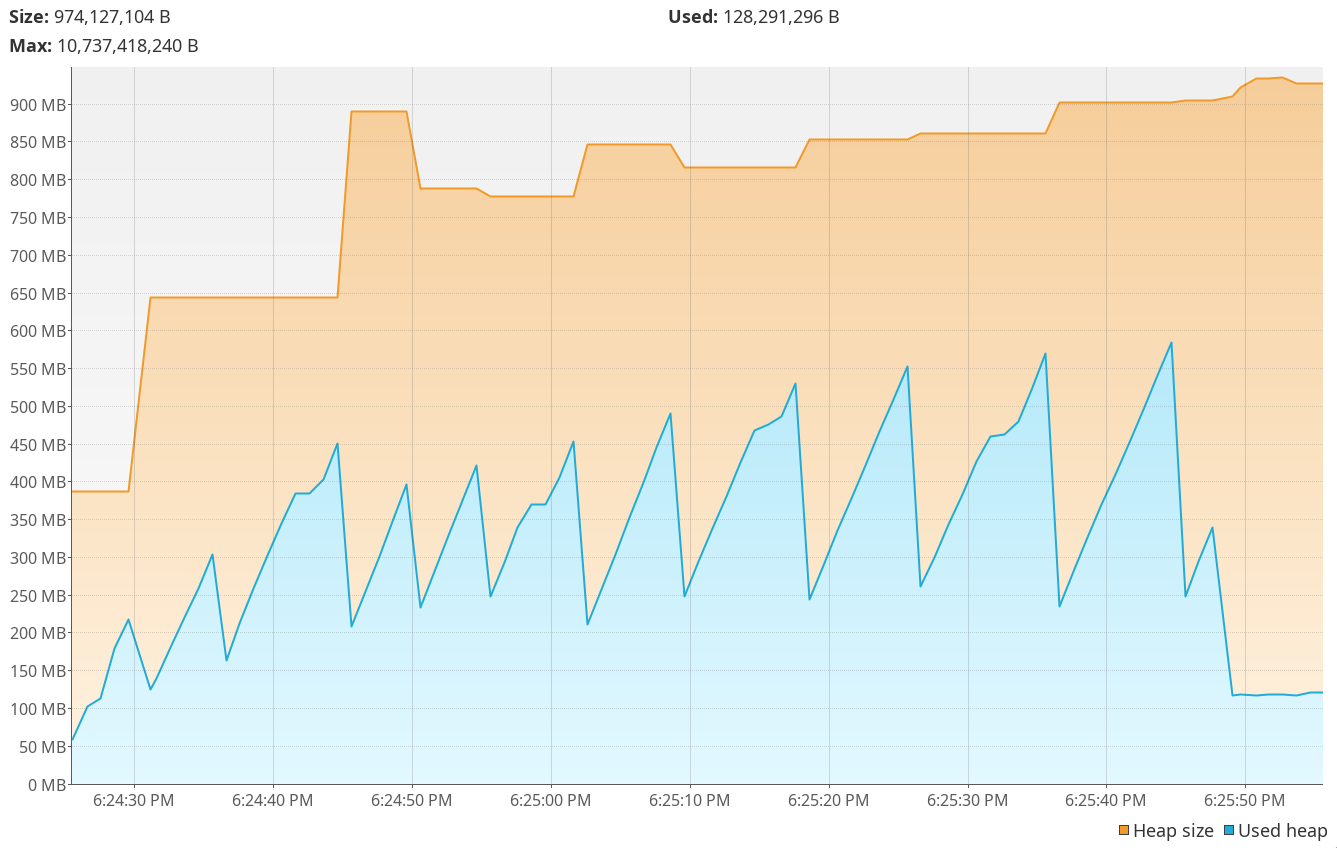 Size: 974,127,104 B
Used: 128,291,296 B
Max: 10,737,418,240 B
900 MB
850 MB
800 MB
750 MB
700 MB
650 MB
600 MB
550 MB
500 MB
450 MB
400 MB
350 MB
300 MB
250 MB
200 MB
150 MB
100 MB
50 MB
0 MB
6:24:30 PM
6:24:40 PM
6:24:50 PM
6:25:00 PM
6:25:10 PM
6:25:20 PM
6:25:30 PM
6:25:40 PM
6:25:50 PM
Heap size
Used heap